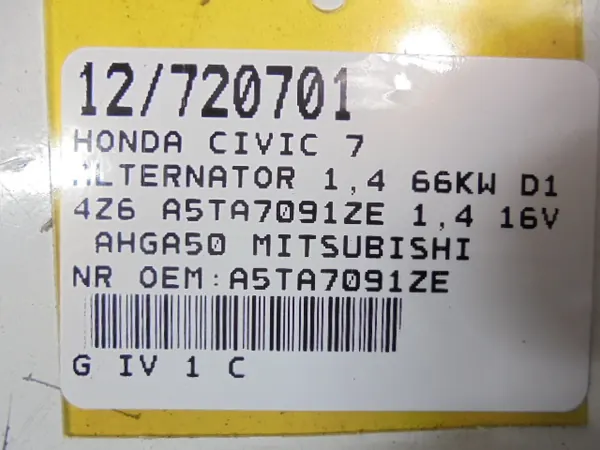 12/720701
HONDA CIVIC 7
ALTERNATOR 1,4 66KW D1
4Z6 A5TA7091ZE 1,4 16V
AHGA50 MITSUBISHI
NR OEM:A5TA7091ZE
G IV 1 C